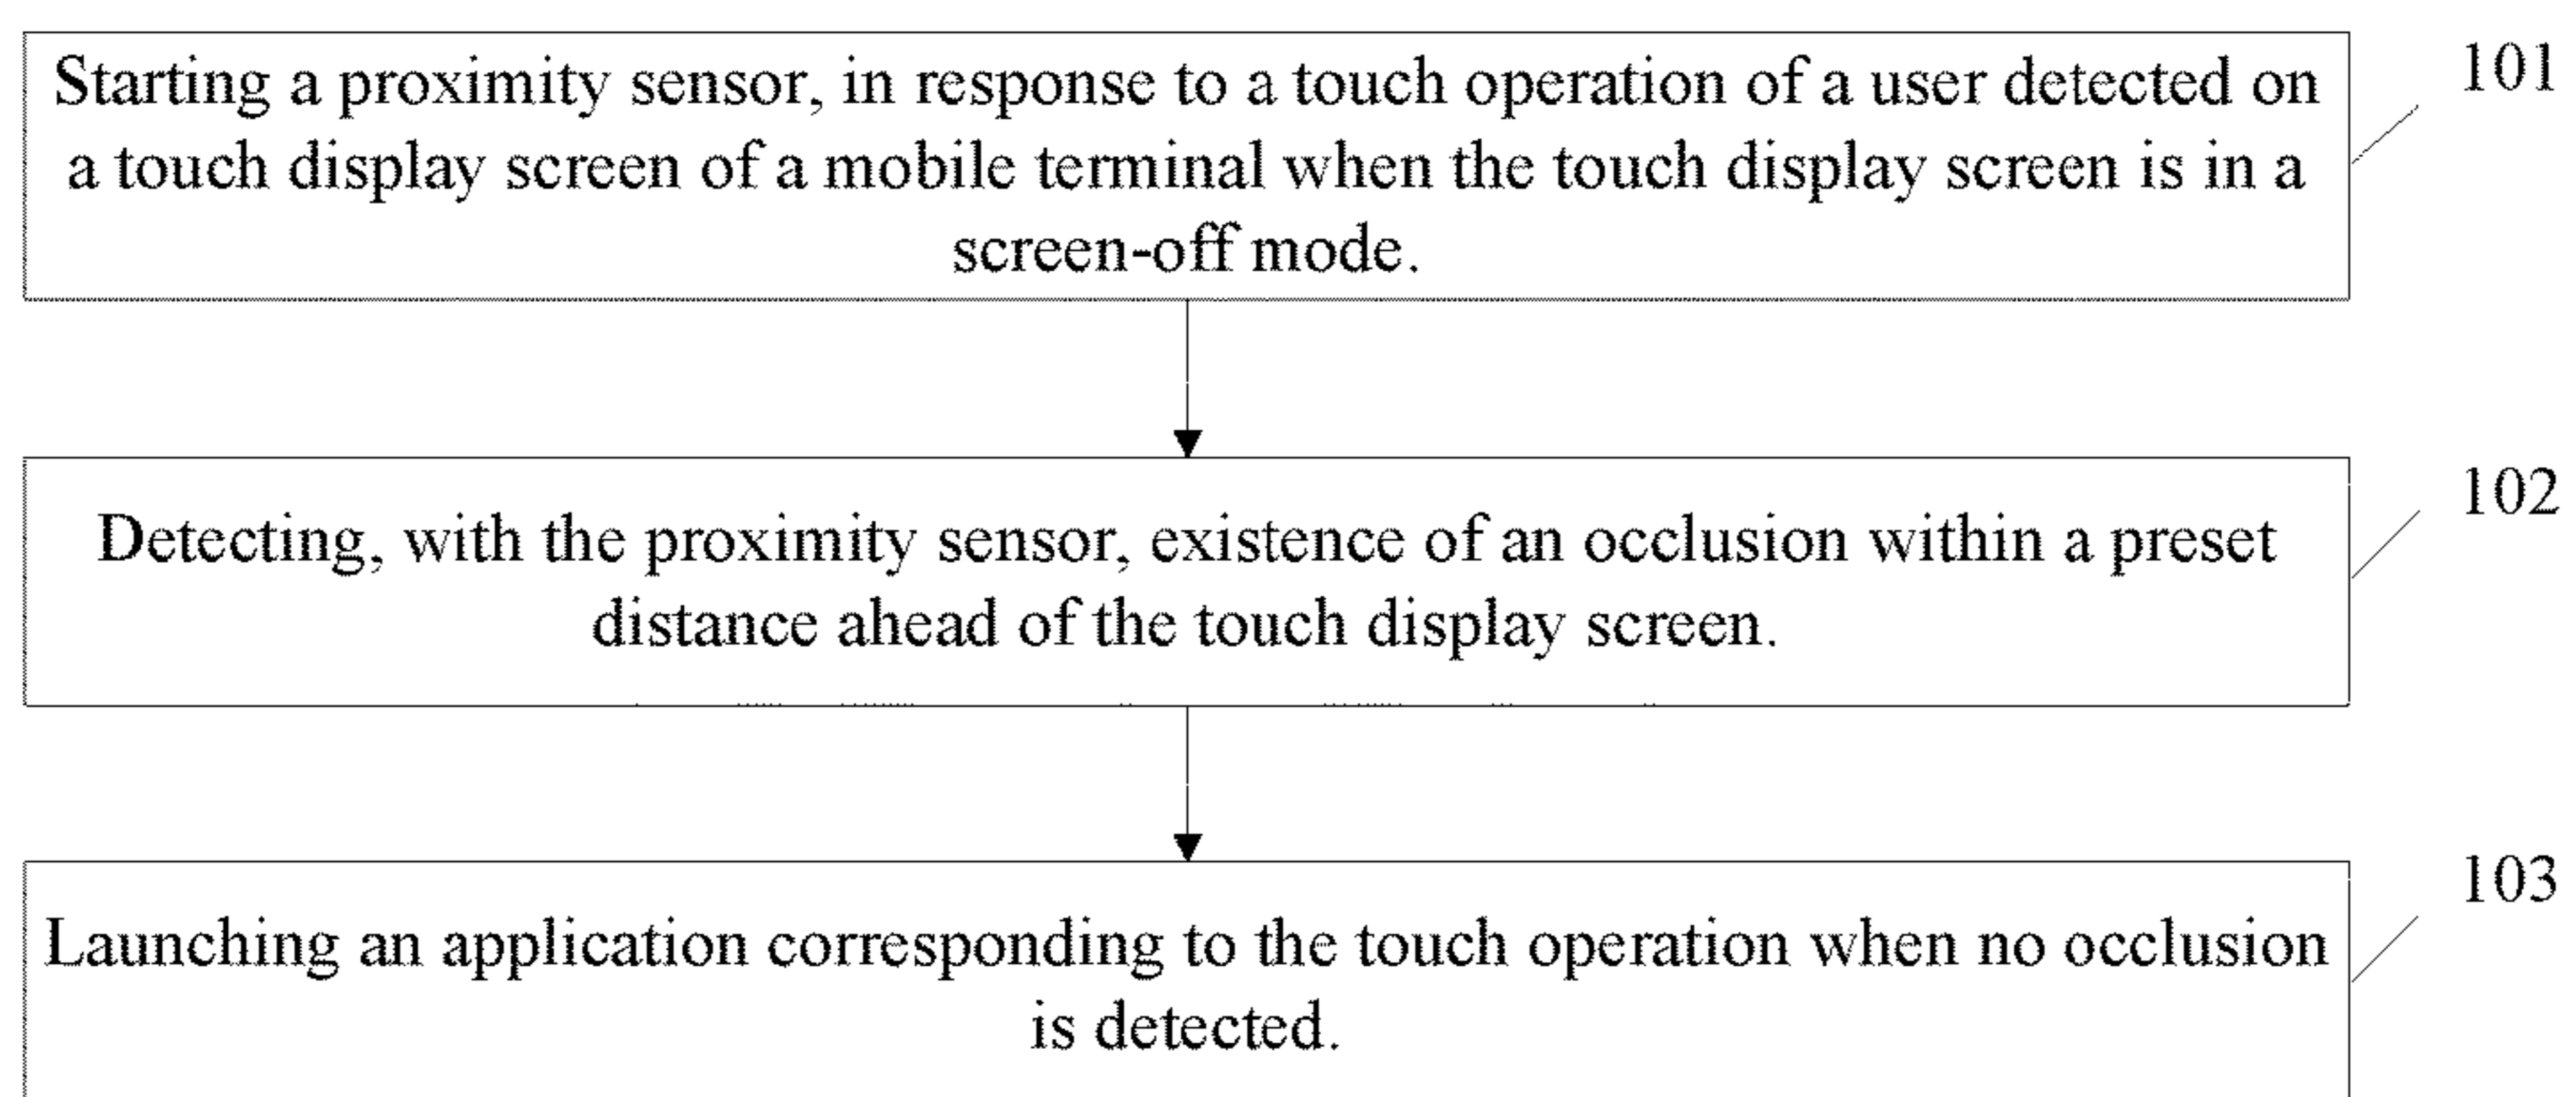 Starting a proximity sensor, in response to a touch operation of a user detected on
a touch display screen of a mobile terminal when the touch display screen is in a
screen-off mode.
101
Detecting, with the proximity sensor, existence of an occlusion within a preset
distance ahead of the touch display screen.
102
Launching an application corresponding to the touch operation when no occlusion
is detected.
103